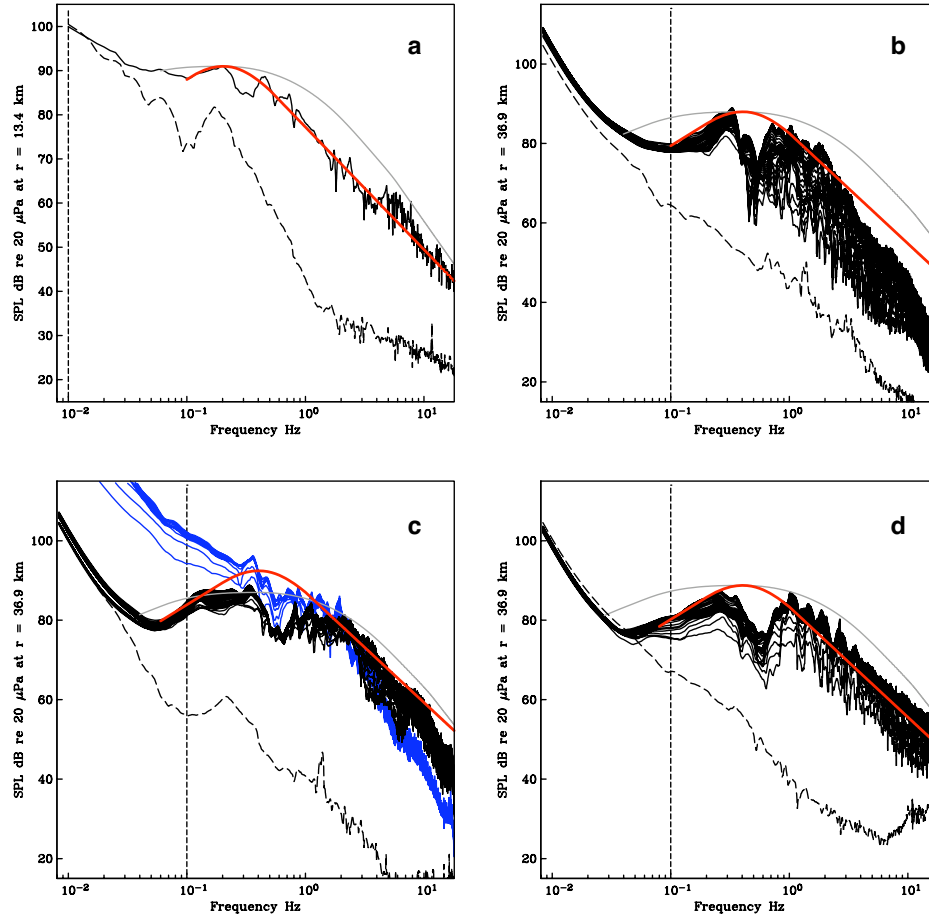 a
SPL dB re 20 μPa at r = 13.4 km
100
90
80
70
60
50
40
30
20
10⁻² 10⁻¹ 10⁰ 10¹
Frequency Hz
b
SPL dB re 20 μPa at r = 36.9 km
100
80
60
40
20
10⁻² 10⁻¹ 10⁰ 10¹
Frequency Hz
c
SPL dB re 20 μPa at r = 36.9 km
100
80
60
40
20
10⁻² 10⁻¹ 10⁰ 10¹
Frequency Hz
d
SPL dB re 20 μPa at r = 36.9 km
100
80
60
40
20
10⁻² 10⁻¹ 10⁰ 10¹
Frequency Hz